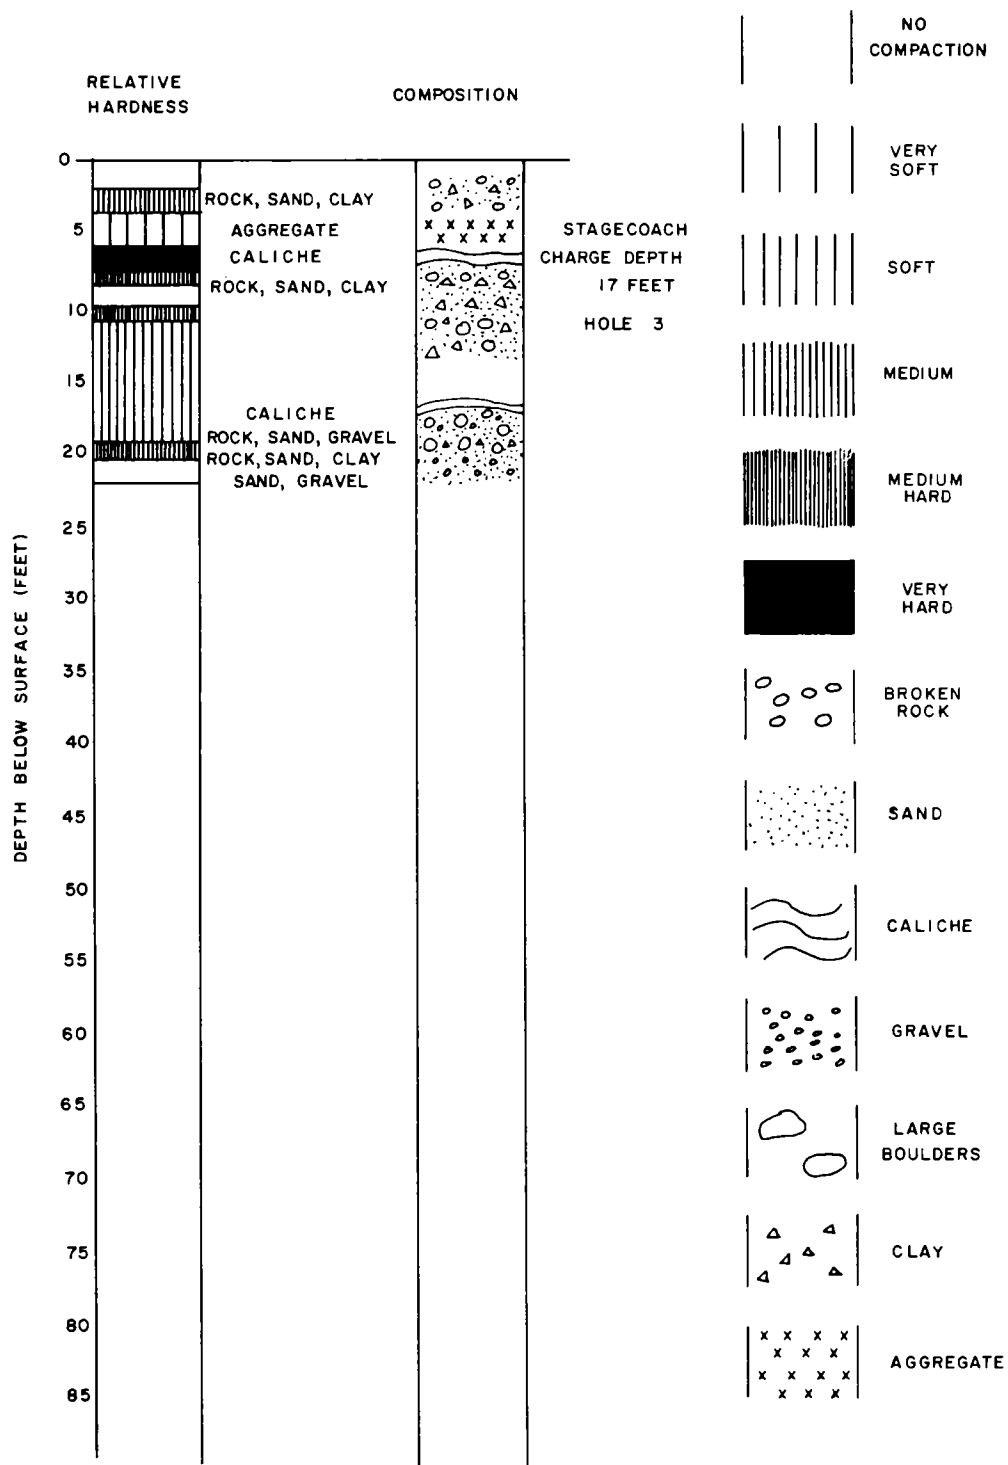 RELATIVE
HARDNESS
COMPOSITION
0
5
10
15
20
25
30
35
40
45
50
55
60
65
70
75
80
85
DEPTH BELOW SURFACE (FEET)
ROCK, SAND, CLAY
AGGREGATE
CALICHE
ROCK, SAND, CLAY
CALICHE
ROCK, SAND, GRAVEL
ROCK, SAND, CLAY
SAND, GRAVEL
STAGECOACH
CHARGE DEPTH
17 FEET
HOLE 3
NO
COMPACTION
VERY
SOFT
SOFT
MEDIUM
MEDIUM
HARD
VERY
HARD
BROKEN
ROCK
SAND
CALICHE
GRAVEL
LARGE
BOULDERS
CLAY
AGGREGATE